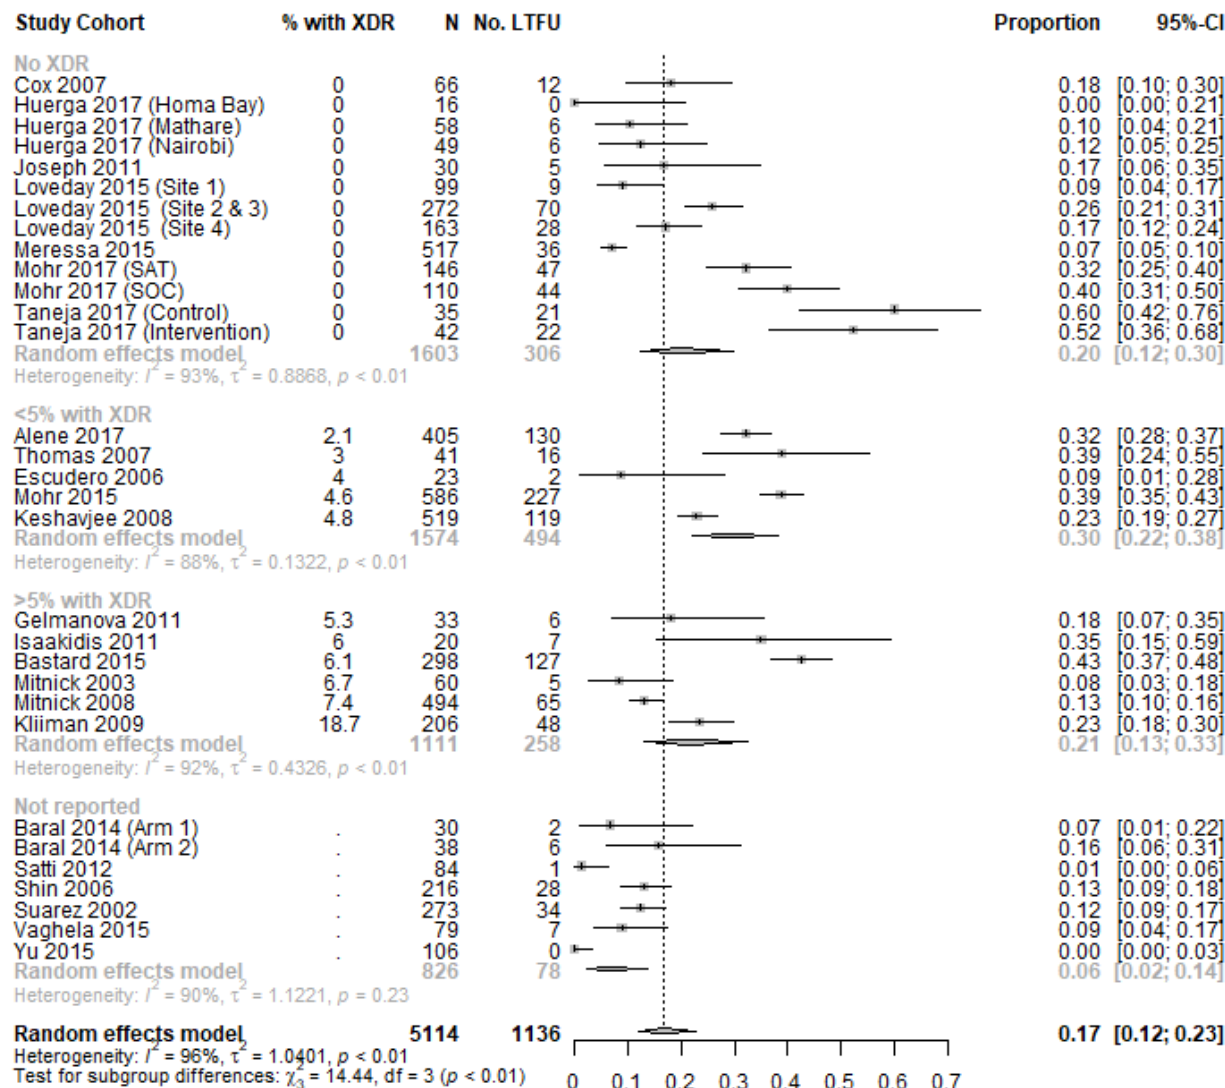 Study Cohort % with XDR N No. LTFU Proportion 95%-CI
No XDR
Cox 2007 0 66 12 0.18 [0.10; 0.30]
Huerga 2017 (Homa Bay) 0 16 0 0.00 [0.00; 0.21]
Huerga 2017 (Mathare) 0 58 6 0.10 [0.04; 0.21]
Huerga 2017 (Nairobi) 0 49 6 0.12 [0.05; 0.25]
Joseph 2011 0 30 5 0.17 [0.06; 0.35]
Loveday 2015 (Site 1) 0 99 9 0.09 [0.04; 0.17]
Loveday 2015 (Site 2 & 3) 0 272 70 0.26 [0.21; 0.31]
Loveday 2015 (Site 4) 0 163 28 0.17 [0.12; 0.24]
Meressa 2015 0 517 36 0.07 [0.05; 0.10]
Mohr 2017 (SAT) 0 146 47 0.32 [0.25; 0.40]
Mohr 2017 (SOC) 0 110 44 0.40 [0.31; 0.50]
Taneja 2017 (Control) 0 35 21 0.60 [0.42; 0.76]
Taneja 2017 (Intervention) 0 42 22 0.52 [0.36; 0.68]
Random effects model 1603 306 0.20 [0.12; 0.30]
Heterogeneity: I² = 93%, τ² = 0.8868, p < 0.01
<5% with XDR
Alene 2017 2.1 405 130 0.32 [0.28; 0.37]
Thomas 2007 3 41 16 0.39 [0.24; 0.55]
Escudero 2006 4 23 2 0.09 [0.01; 0.28]
Mohr 2015 4.6 586 227 0.39 [0.35; 0.43]
Keshavjee 2008 4.8 519 119 0.23 [0.19; 0.27]
Random effects model 1574 494 0.30 [0.22; 0.38]
Heterogeneity: I² = 88%, τ² = 0.1322, p < 0.01
>5% with XDR
Gelmanova 2011 5.3 33 6 0.18 [0.07; 0.35]
Isaakidis 2011 6 20 7 0.35 [0.15; 0.59]
Bastard 2015 6.1 298 127 0.43 [0.37; 0.48]
Mitnick 2003 6.7 60 5 0.08 [0.03; 0.18]
Mitnick 2008 7.4 494 65 0.13 [0.10; 0.16]
Kliiman 2009 18.7 206 48 0.23 [0.18; 0.30]
Random effects model 1111 258 0.21 [0.13; 0.33]
Heterogeneity: I² = 92%, τ² = 0.4326, p < 0.01
Not reported
Baral 2014 (Arm 1) . 30 2 0.07 [0.01; 0.22]
Baral 2014 (Arm 2) . 38 6 0.16 [0.06; 0.31]
Satti 2012 . 84 1 0.01 [0.00; 0.06]
Shin 2006 . 216 28 0.13 [0.09; 0.18]
Suarez 2002 . 273 34 0.12 [0.09; 0.17]
Vaghela 2015 . 79 7 0.09 [0.04; 0.17]
Yu 2015 . 106 0 0.00 [0.00; 0.03]
Random effects model 826 78 0.06 [0.02; 0.14]
Heterogeneity: I² = 90%, τ² = 1.1221, p = 0.23
Random effects model 5114 1136 0.17 [0.12; 0.23]
Heterogeneity: I² = 96%, τ² = 1.0401, p < 0.01
Test for subgroup differences: χ²₃ = 14.44, df = 3 (p < 0.01)
0 0.1 0.2 0.3 0.4 0.5 0.6 0.7